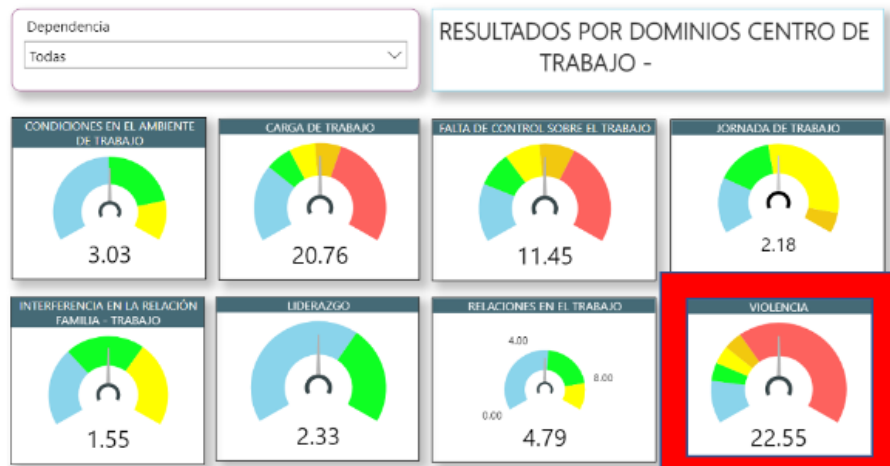 Dependencia
Todas
RESULTADOS POR DOMINIOS CENTRO DE
TRABAJO -
CONDICIONES EN EL AMBIENTE
DE TRABAJO
3.03
CARGA DE TRABAJO
20.76
FALTA DE CONTROL SOBRE EL TRABAJO
11.45
JORNADA DE TRABAJO
2.18
INTERFERENCIA EN LA RELACIÓN
FAMILIA - TRABAJO
1.55
LIDERAZGO
2.33
RELACIONES EN EL TRABAJO
4.00
8.00
0.00
4.79
VIOLENCIA
22.55